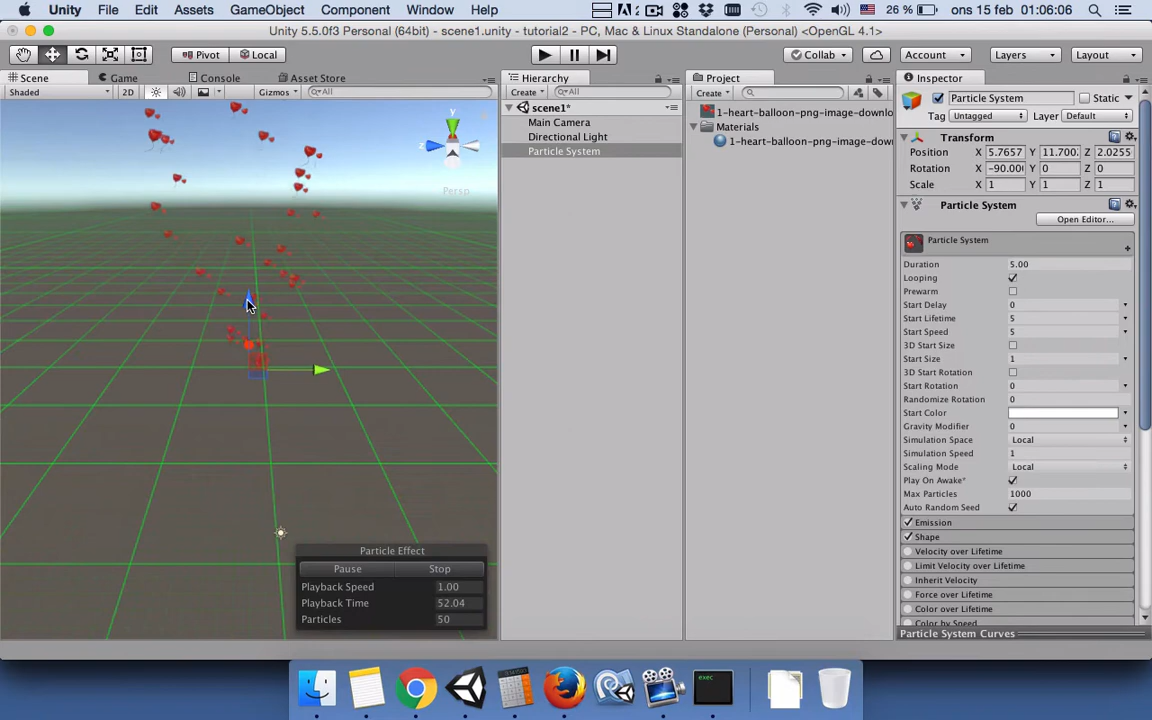 Unity File Edit Assets GameObject Component Window Help 26 % ons 15 feb 01:06:06
Unity 5.5.0f3 Personal (64bit) - scene1.unity - tutorial2 - PC, Mac & Linux Standalone (Personal) <OpenGL 4.1>
Pivot Local Collab Account Layers Layout
Scene Game Console Asset Store Hierarchy Project Inspector
Shaded 2D Gizmos All Create All Create
Particle System Static
Tag Untagged Layer Default
scene1*
Main Camera
Directional Light
Particle System
1-heart-balloon-png-image-downlo
Materials
1-heart-balloon-png-image-down
Transform
Position X 5.7657 Y 11.700 Z 2.0255
Rotation X -90.00 Y 0 Z 0
Scale X 1 Y 1 Z 1
Particle System
Open Editor...
Particle System
Duration 5.00
Looping
Prewarm
Start Delay 0
Start Lifetime 5
Start Speed 5
3D Start Size
Start Size 1
3D Start Rotation
Start Rotation 0
Randomize Rotation 0
Start Color
Gravity Modifier 0
Simulation Space Local
Simulation Speed 1
Scaling Mode Local
Play On Awake*
Max Particles 1000
Auto Random Seed
Emission
Shape
Velocity over Lifetime
Limit Velocity over Lifetime
Inherit Velocity
Force over Lifetime
Color over Lifetime
Color by Speed
Particle System Curves
y
z
Persp
Particle Effect
Pause Stop
Playback Speed 1.00
Playback Time 52.04
Particles 50
exec